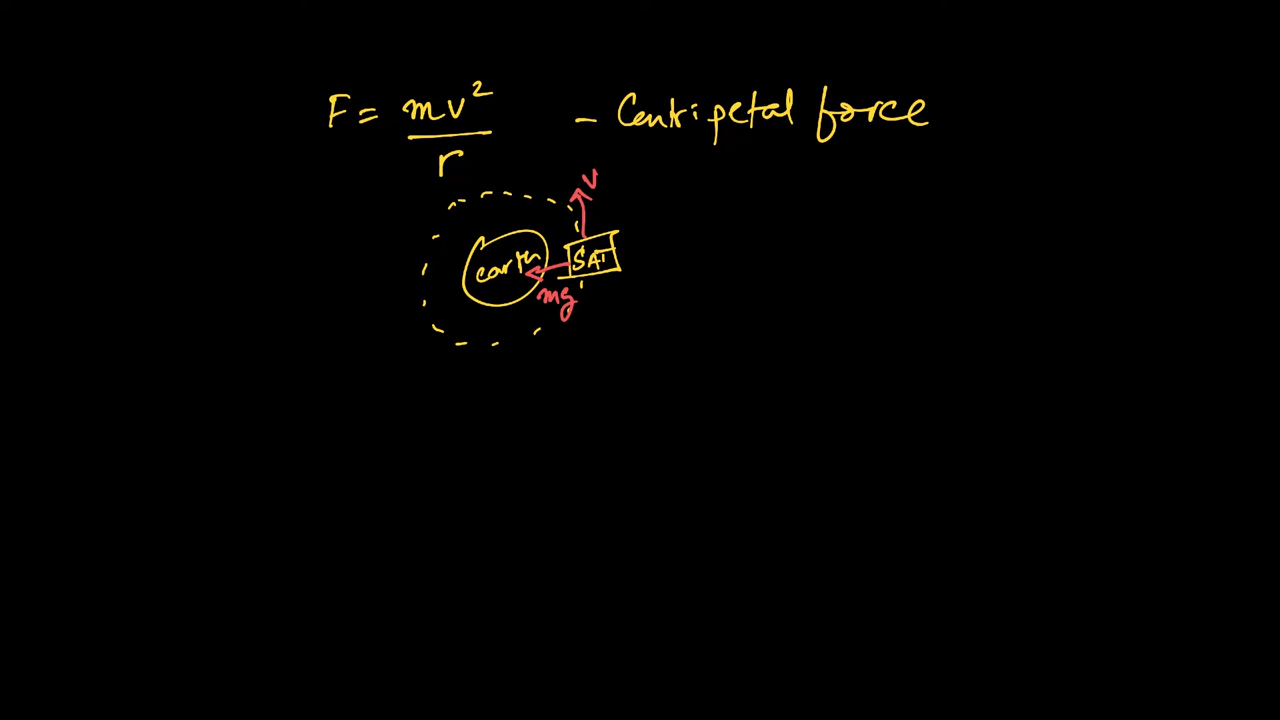 F = mv²/r - Centripetal force
V
earth SAT
mg